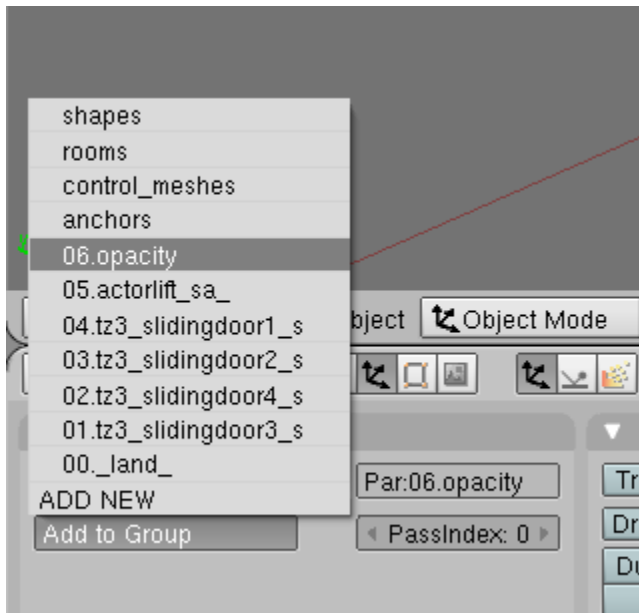 shapes
rooms
control_meshes
anchors
06.opacity
05.actorlift_sa_
04.tz3_slidingdoor1_s
bject Object Mode
03.tz3_slidingdoor2_s
02.tz3_slidingdoor4_s
01.tz3_slidingdoor3_s
00._land_
Par:06.opacity Tr
ADD NEW
Add to Group PassIndex: 0 Dr
Du